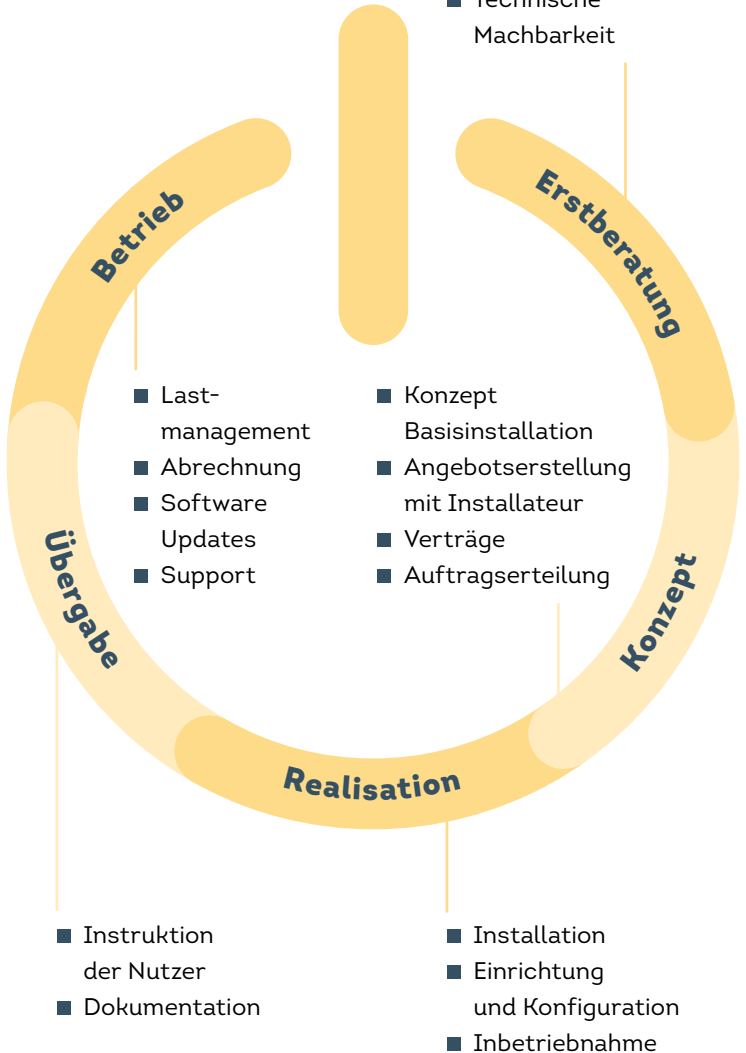 Technische
Machbarkeit
Erstberatung
Betrieb
Last-
management
Abrechnung
Software
Updates
Support
Konzept
Basisinstallation
Angebotserstellung
mit Installateur
Verträge
Auftragserteilung
Konzept
Übergabe
Realisation
Instruktion
der Nutzer
Dokumentation
Installation
Einrichtung
und Konfiguration
Inbetriebnahme